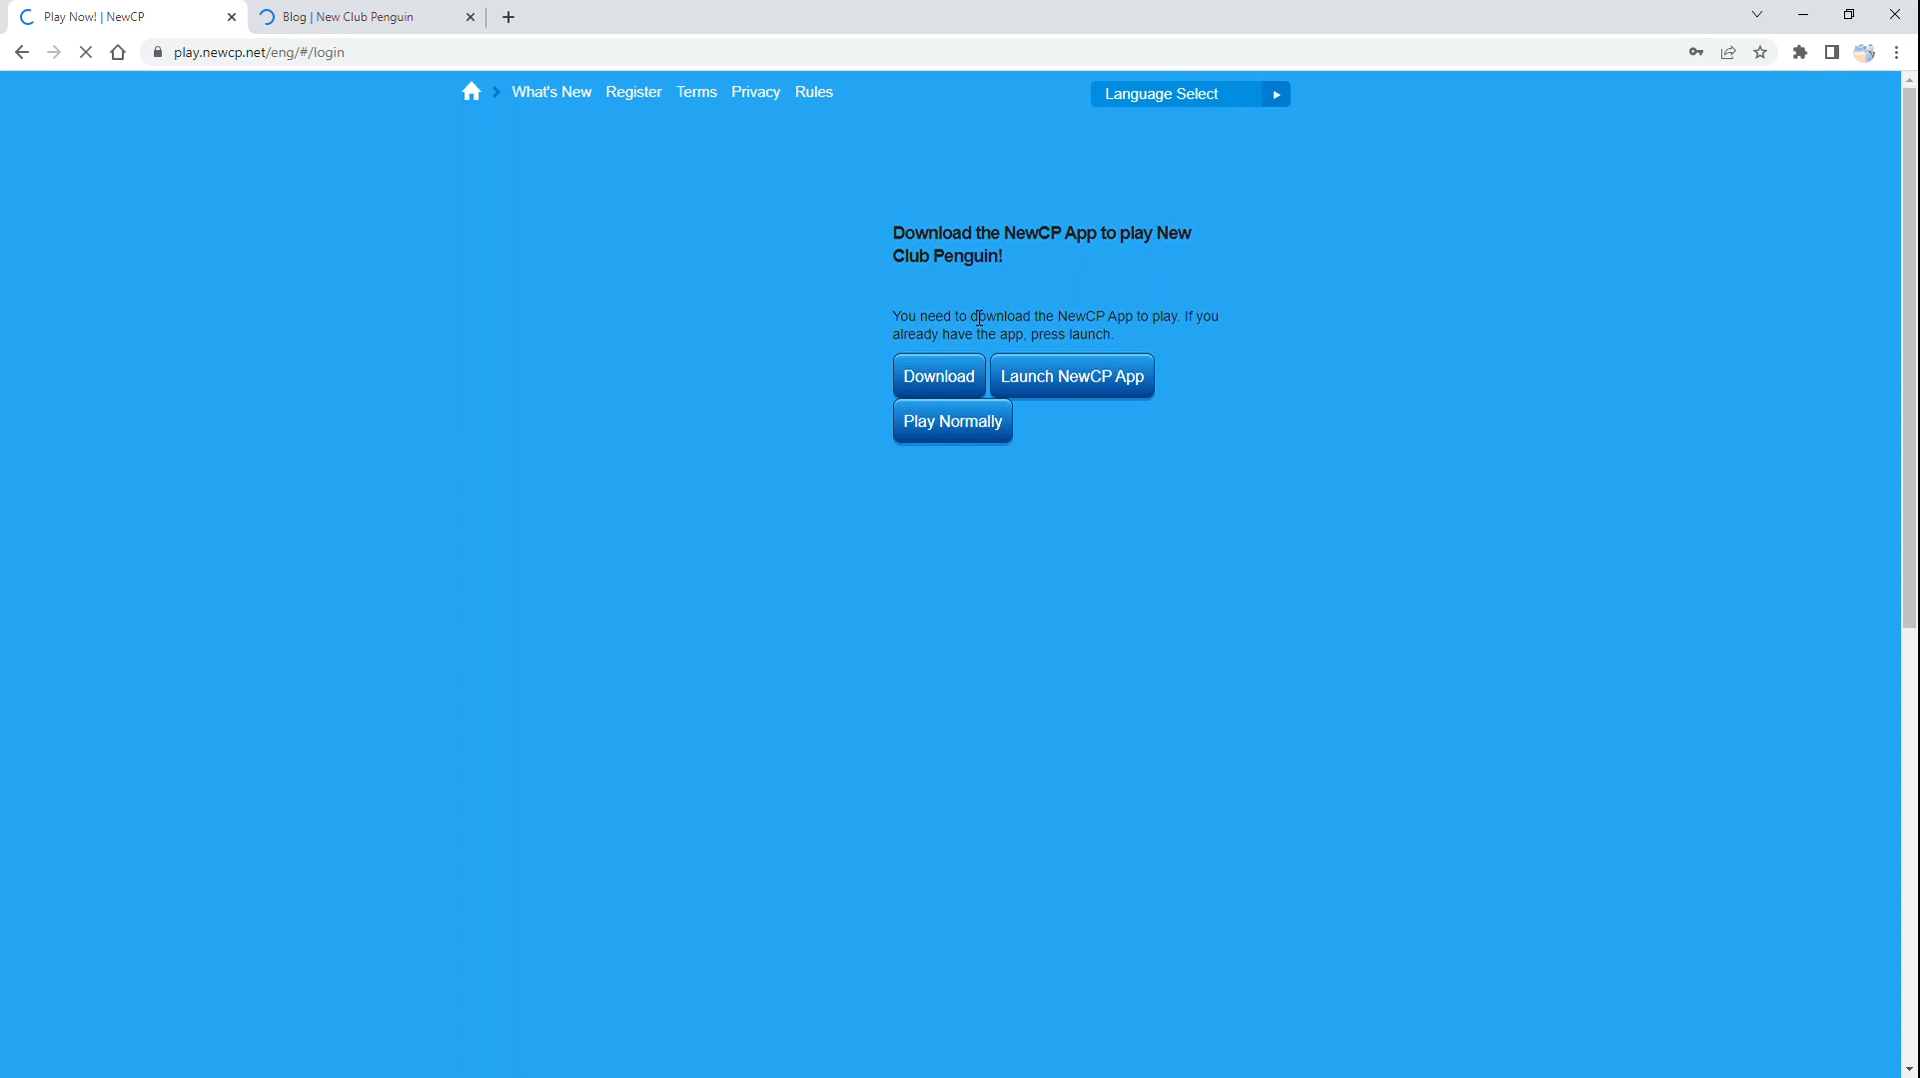 Play Now! | NewCP
Blog | New Club Penguin
play.newcp.net/eng/#/login
What's New Register Terms Privacy Rules
Language Select
Download the NewCP App to play New
Club Penguin!
You need to download the NewCP App to play. If you
already have the app, press launch.
Download Launch NewCP App
Play Normally